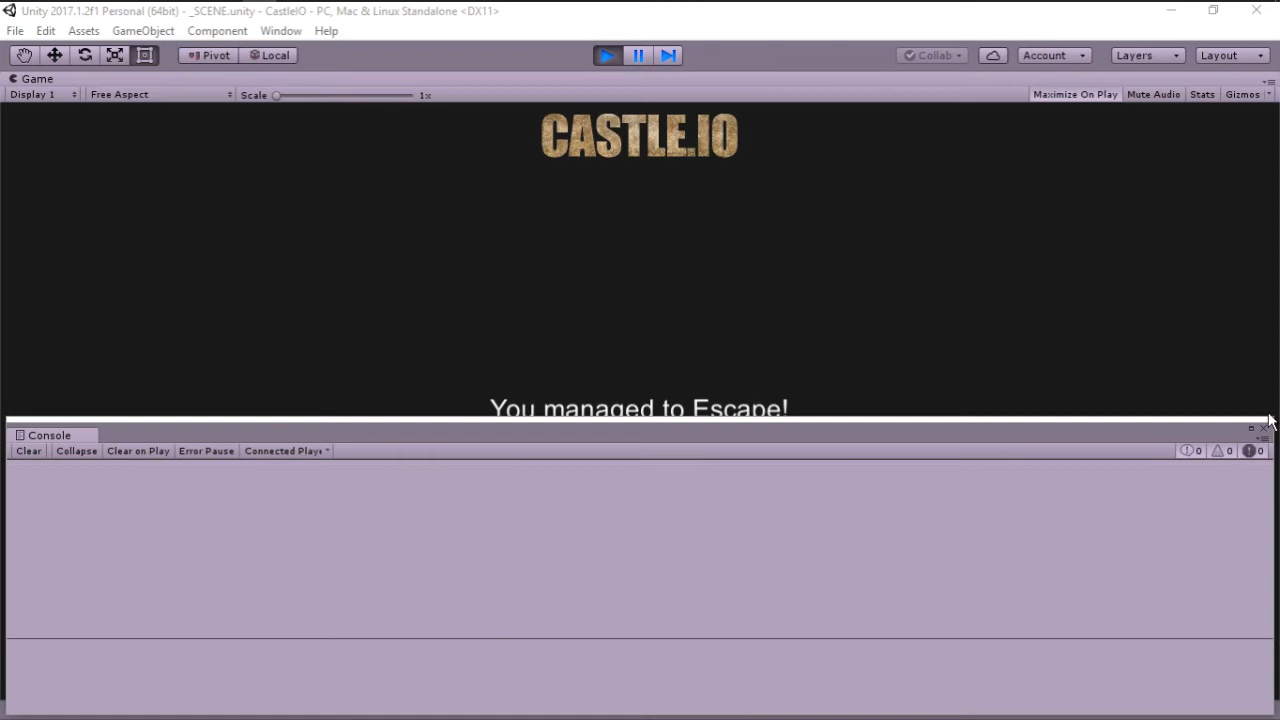 Unity 2017.1.2f1 Personal (64bit) - _SCENE.unity - CastleIO - PC, Mac & Linux Standalone <DX11>
File Edit Assets GameObject Component Window Help
Pivot Local Collab Account Layers Layout
Game
Display 1 Free Aspect Scale 1x Maximize On Play Mute Audio Stats Gizmos
CASTLE.IO
You managed to Escape!
Console
Clear Collapse Clear on Play Error Pause Connected Playe 0 0 0